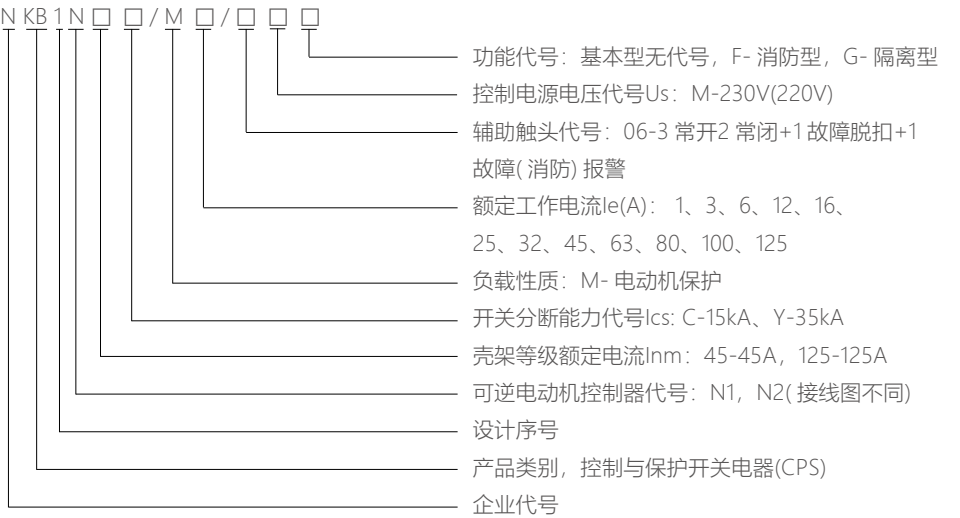 N KB 1 N □ □ / M □ / □ □ □
功能代号：基本型无代号，F- 消防型，G- 隔离型
控制电源电压代号Us：M-230V(220V)
辅助触头代号：06-3 常开2 常闭+1 故障脱扣+1
故障( 消防) 报警
额定工作电流Ie(A)： 1、3、6、12、16、
25、32、45、63、80、100、125
负载性质：M- 电动机保护
开关分断能力代号Ics: C-15kA、Y-35kA
壳架等级额定电流Inm：45-45A，125-125A
可逆电动机控制器代号：N1，N2( 接线图不同)
设计序号
产品类别，控制与保护开关电器(CPS)
企业代号